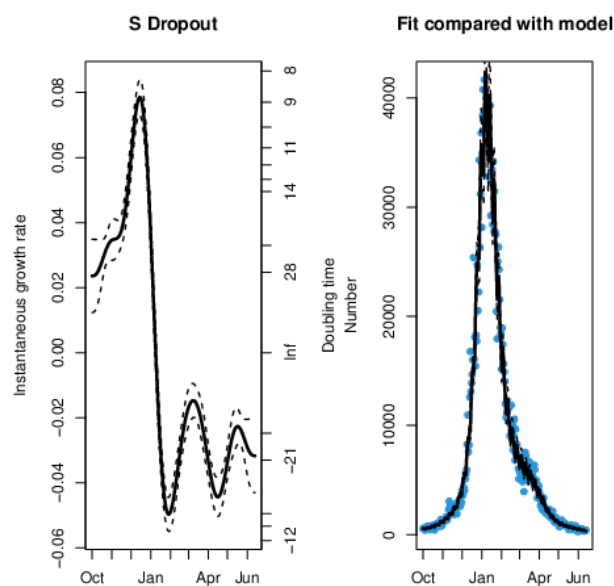 S Dropout
Instantaneous growth rate
0.08
0.06
0.04
0.02
0.00
−0.02
−0.04
−0.06
Oct
Jan
Apr
Jun
8
9
11
14
28
Inf
−21
−12
Doubling time
Fit compared with model
Number
40000
30000
20000
10000
0
Oct
Jan
Apr
Jun